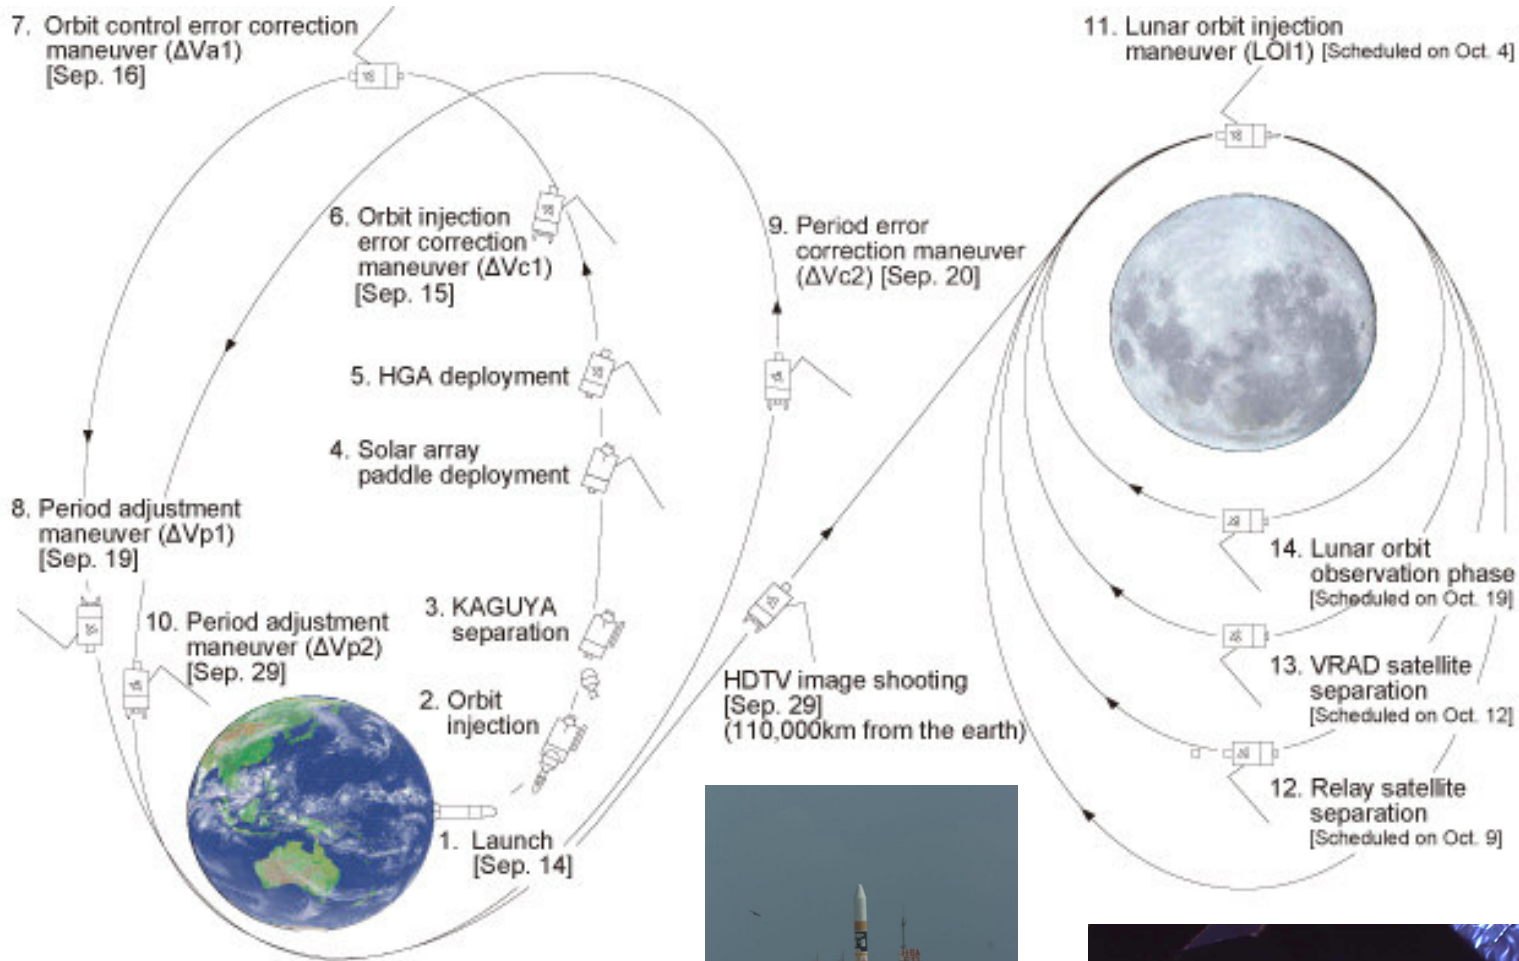 7. Orbit control error correction
maneuver (ΔVa1)
[Sep. 16]
11. Lunar orbit injection
maneuver (LOI1) [Scheduled on Oct. 4]
6. Orbit injection
error correction
maneuver (ΔVc1)
[Sep. 15]
9. Period error
correction maneuver
(ΔVc2) [Sep. 20]
5. HGA deployment
4. Solar array
paddle deployment
8. Period adjustment
maneuver (ΔVp1)
[Sep. 19]
14. Lunar orbit
observation phase
[Scheduled on Oct. 19]
3. KAGUYA
separation
10. Period adjustment
maneuver (ΔVp2)
[Sep. 29]
13. VRAD satellite
separation
[Scheduled on Oct. 12]
HDTV image shooting
[Sep. 29]
(110,000km from the earth)
2. Orbit
injection
12. Relay satellite
separation
[Scheduled on Oct. 9]
1. Launch
[Sep. 14]